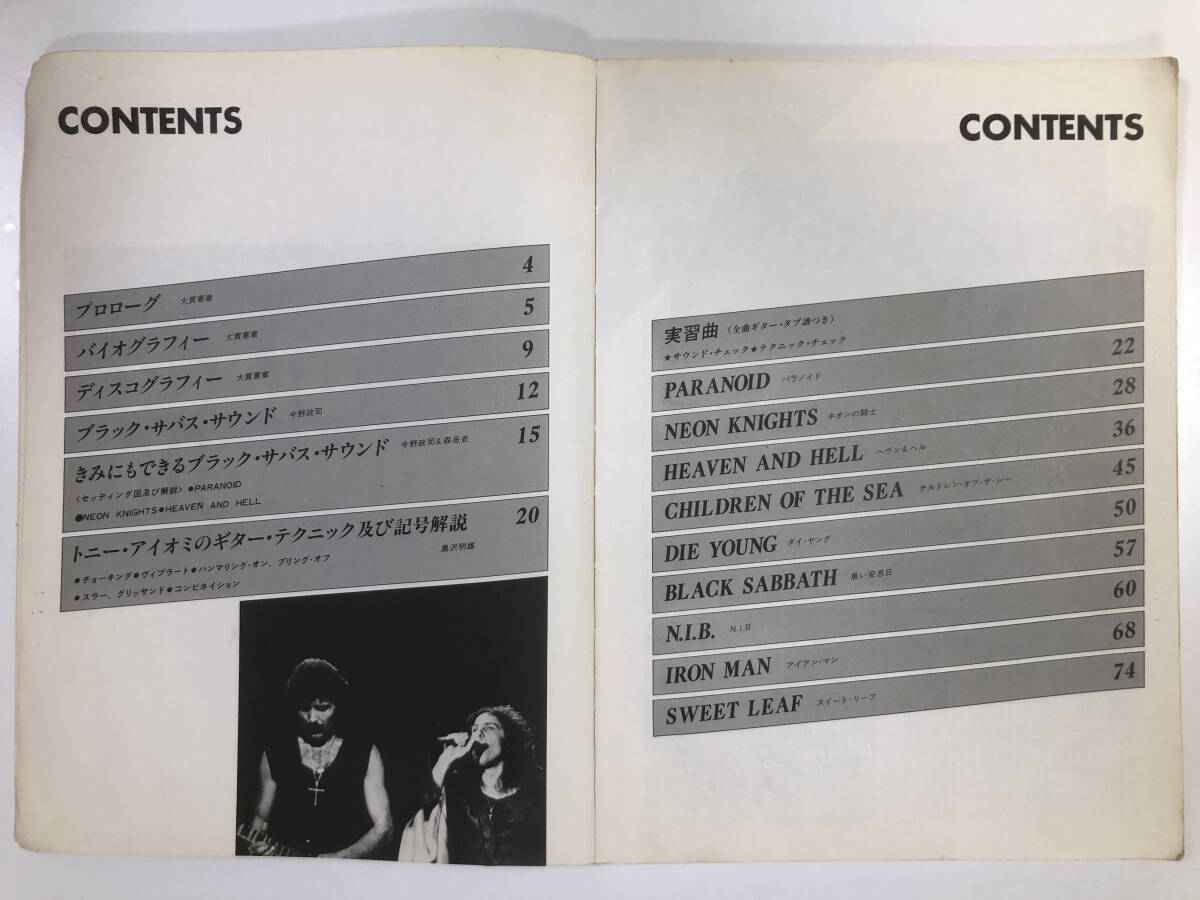 CONTENTS
プロローグ 大貫憲章 4
バイオグラフィー 大貫憲章 5
ディスコグラフィー 大貫憲章 9
ブラック・サバス・サウンド 今野政司 12
きみにもできるブラック・サバス・サウンド 今野政司&森岳史 15
〈セッティング図及び解説〉●PARANOID
●NEON KNIGHTS●HEAVEN AND HELL
トニー・アイオミのギター・テクニック及び記号解説 奥沢明雄 20
●チョーキング●ヴィブラート●ハンマリング・オン、プリング・オフ
●スラー、グリッサンド●コンビネイション
CONTENTS
実習曲(全曲ギター・タブ譜つき)
★サウンド・チェック★テクニック・チェック
PARANOID パラノイド 22
NEON KNIGHTS ネオンの騎士 28
HEAVEN AND HELL ヘヴン&ヘル 36
CHILDREN OF THE SEA チルドレン・オブ・ザ・シー 45
DIE YOUNG ダイ・ヤング 50
BLACK SABBATH 黒い安息日 57
N.I.B. N.I.B 60
IRON MAN アイアン・マン 68
SWEET LEAF スイート・リーフ 74